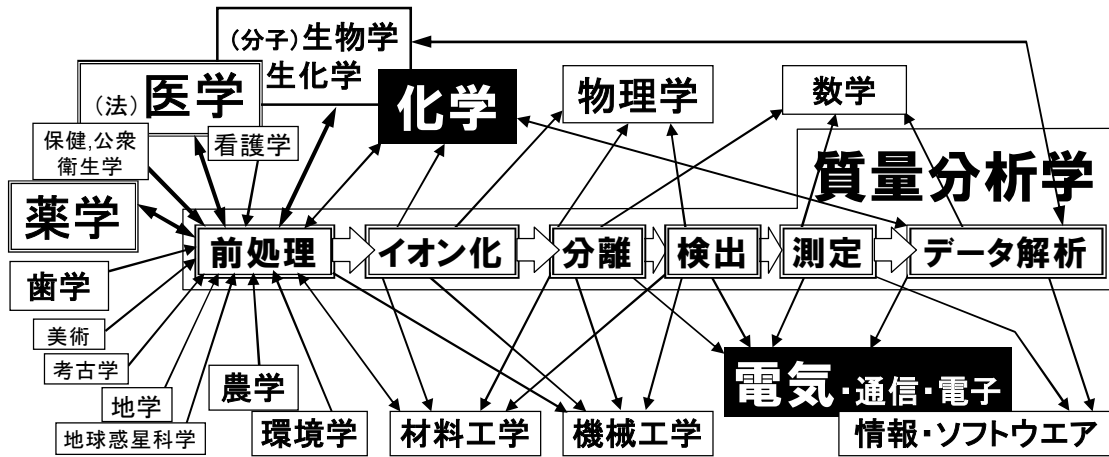 (分子)生物学
生化学
(法)医学
化学
物理学
数学
保健,公衆
衛生学
看護学
質量分析学
薬学
前処理
イオン化
分離
検出
測定
データ解析
歯学
美術
考古学
地学
地球惑星科学
農学
環境学
材料工学
機械工学
電気・通信・電子
情報・ソフトウエア